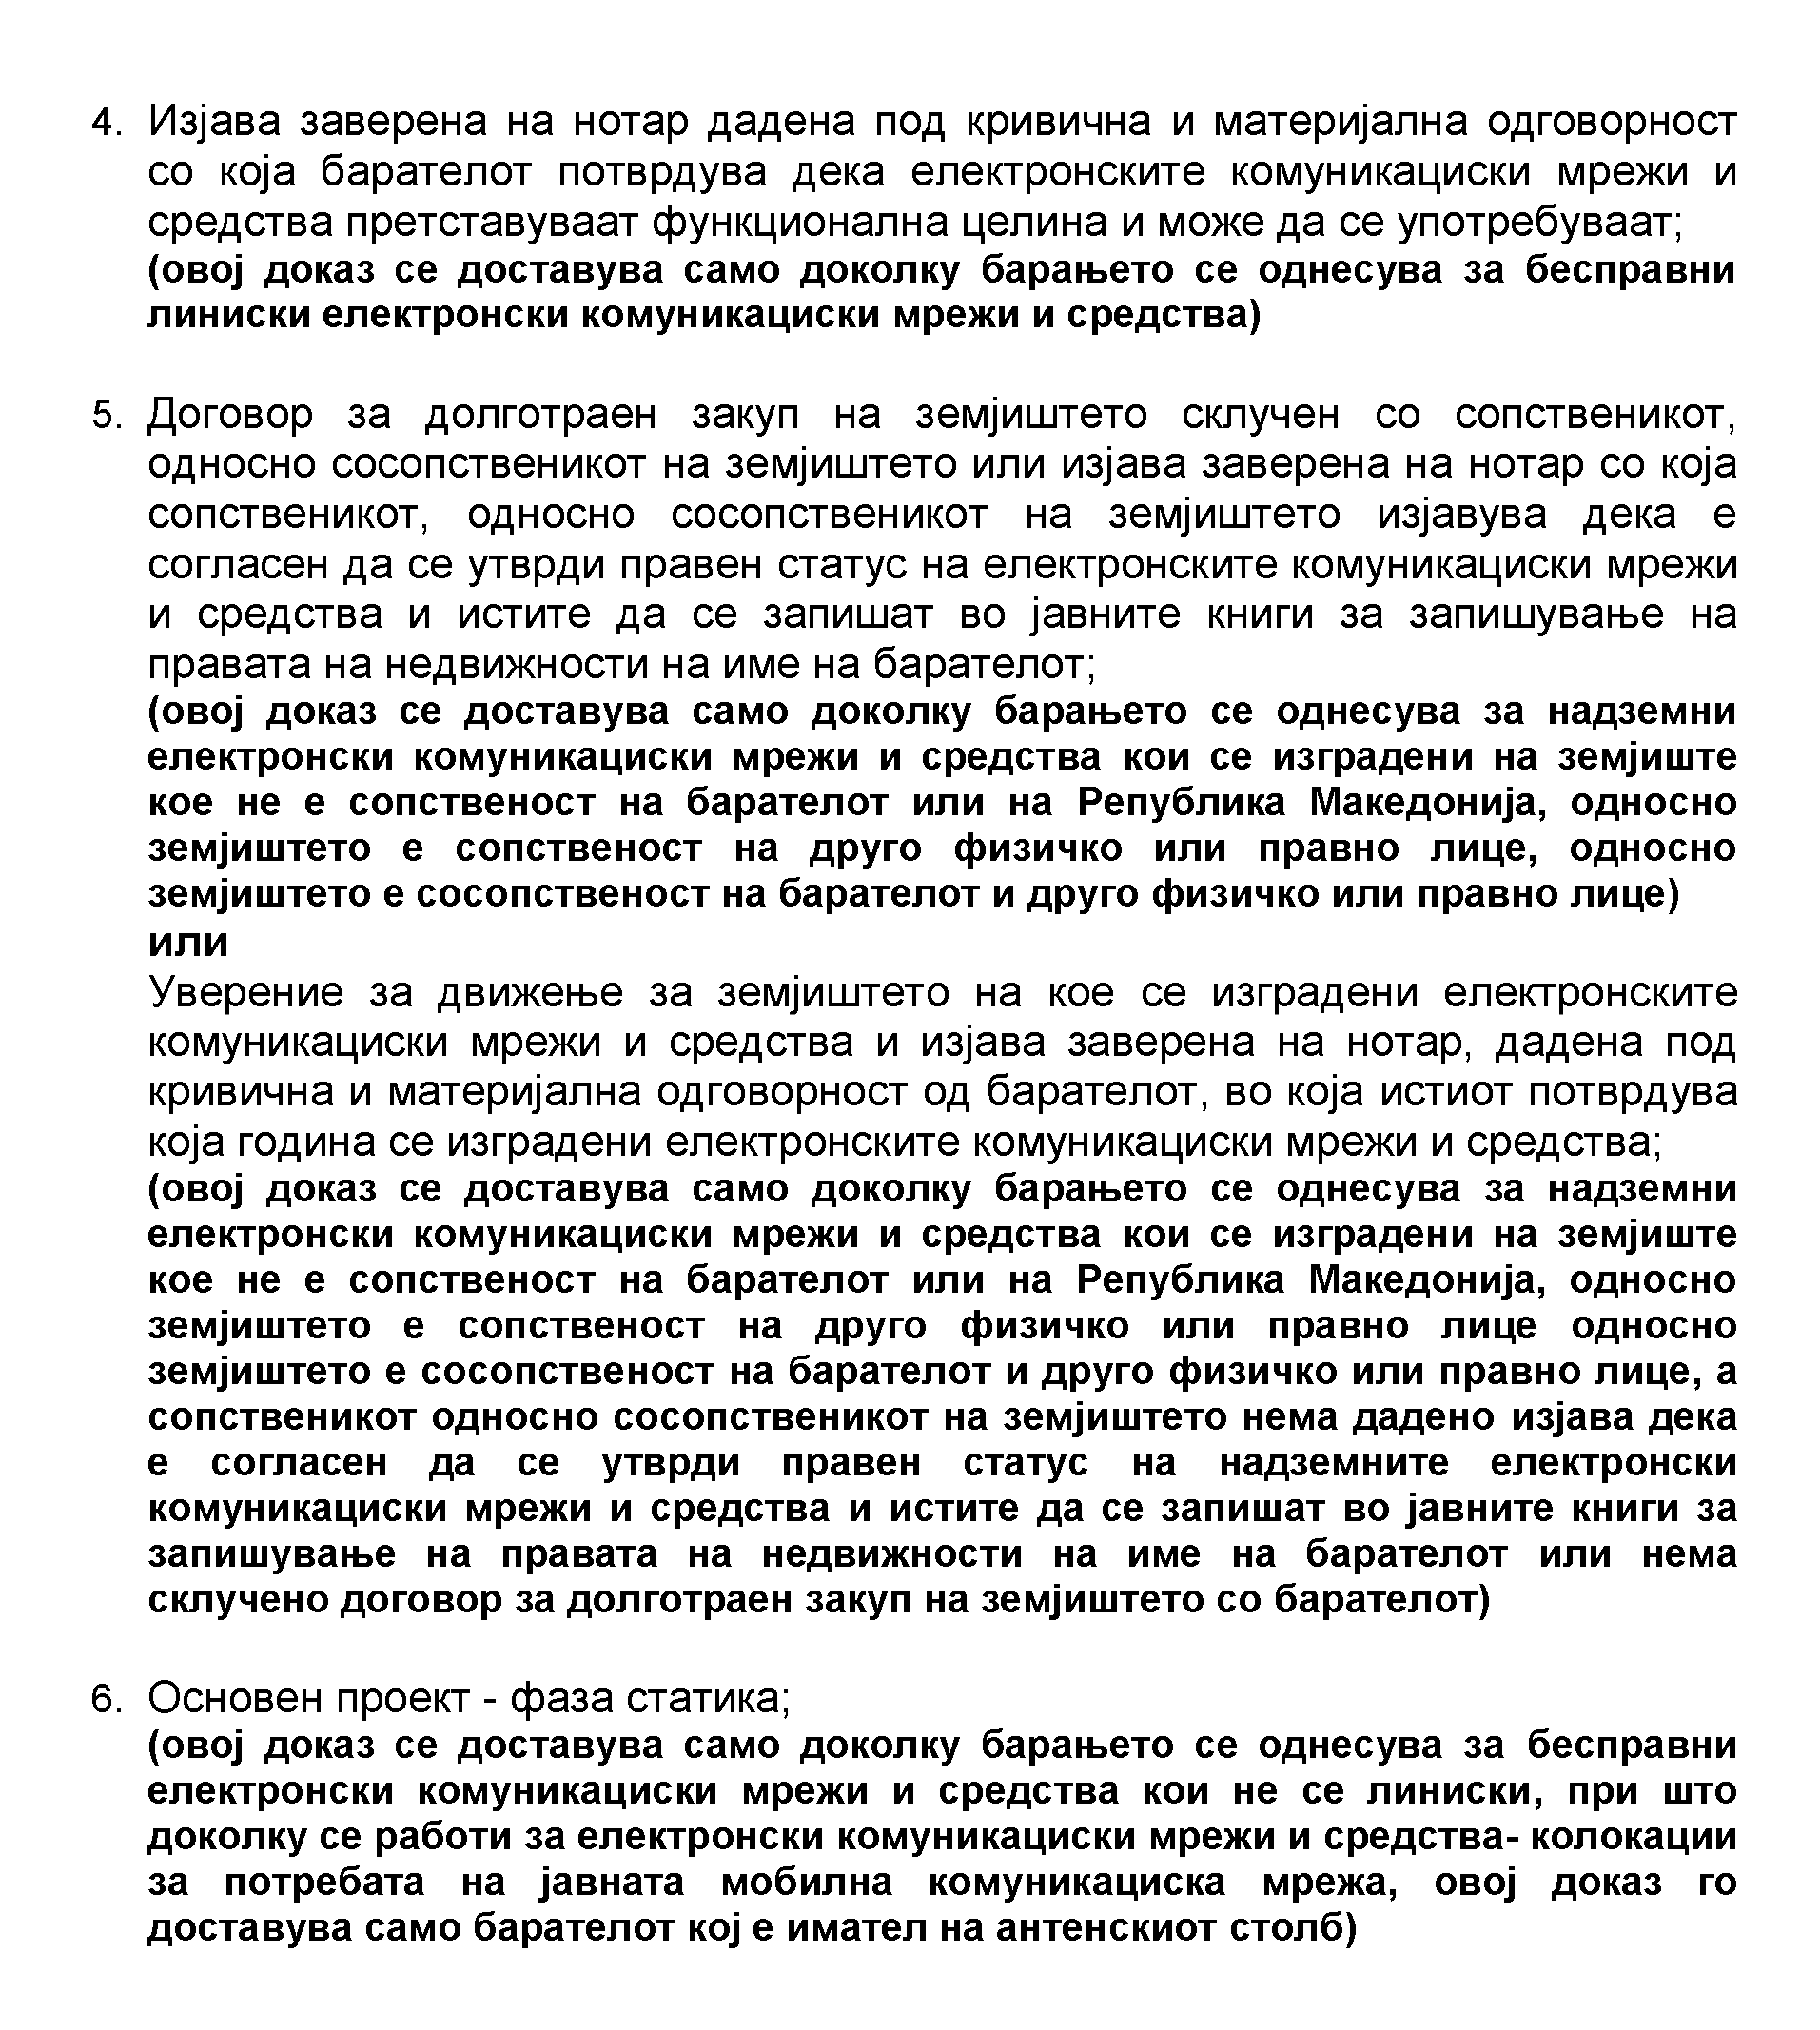 4. Изјава заверена на нотар дадена под кривична и материјална одговорност
со која барателот потврдува дека електронските комуникациски мрежи и
средства претставуваат функционална целина и може да се употребуваат;
(овој доказ се доставува само доколку барањето се однесува за бесправни
линиски електронски комуникациски мрежи и средства)
5. Договор за долготраен закуп на земјиштето склучен со сопственикот,
односно сосопственикот на земјиштето или изјава заверена на нотар со која
сопственикот, односно сосопственикот на земјиштето изјавува дека е
согласен да се утврди правен статус на електронските комуникациски мрежи
и средства и истите да се запишат во јавните книги за запишување на
правата на недвижности на име на барателот;
(овој доказ се доставува само доколку барањето се однесува за надземни
електронски комуникациски мрежи и средства кои се изградени на земјиште
кое не е сопственост на барателот или на Република Македонија, односно
земјиштето е сопственост на друго физичко или правно лице, односно
земјиштето е сосопственост на барателот и друго физичко или правно лице)
или
Уверение за движење за земјиштето на кое се изградени електронските
комуникациски мрежи и средства и изјава заверена на нотар, дадена под
кривична и материјална одговорност од барателот, во која истиот потврдува
која година се изградени електронските комуникациски мрежи и средства;
(овој доказ се доставува само доколку барањето се однесува за надземни
електронски комуникациски мрежи и средства кои се изградени на земјиште
кое не е сопственост на барателот или на Република Македонија, односно
земјиштето е сопственост на друго физичко или правно лице односно
земјиштето е сосопственост на барателот и друго физичко или правно лице, а
сопственикот односно сосопственикот на земјиштето нема дадено изјава дека
е согласен да се утврди правен статус на надземните електронски
комуникациски мрежи и средства и истите да се запишат во јавните книги за
запишување на правата на недвижности на име на барателот или нема
склучено договор за долготраен закуп на земјиштето со барателот)
6. Основен проект - фаза статика;
(овој доказ се доставува само доколку барањето се однесува за бесправни
електронски комуникациски мрежи и средства кои не се линиски, при што
доколку се работи за електронски комуникациски мрежи и средства- колокации
за потребата на јавната мобилна комуникациска мрежа, овој доказ го
доставува само барателот кој е имател на антенскиот столб)